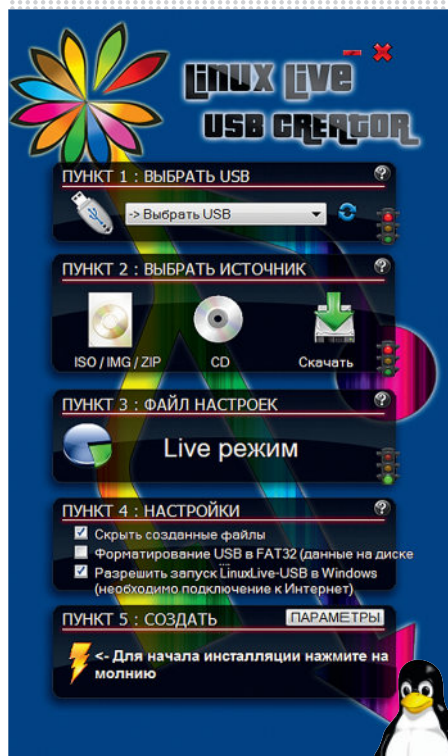 Linux Live
USB CREATOR
ПУНКТ 1 : ВЫБРАТЬ USB
-> Выбрать USB
ПУНКТ 2 : ВЫБРАТЬ ИСТОЧНИК
ISO / IMG / ZIP
CD
Скачать
ПУНКТ 3 : ФАЙЛ НАСТРОЕК
Live режим
ПУНКТ 4 : НАСТРОЙКИ
Скрыть созданные файлы
Форматирование USB в FAT32 (данные на диске
...
Разрешить запуск LinuxLive-USB в Windows
(необходимо подключение к Интернет)
ПУНКТ 5 : СОЗДАТЬ
ПАРАМЕТРЫ
<- Для начала инсталляции нажмите на
молнию